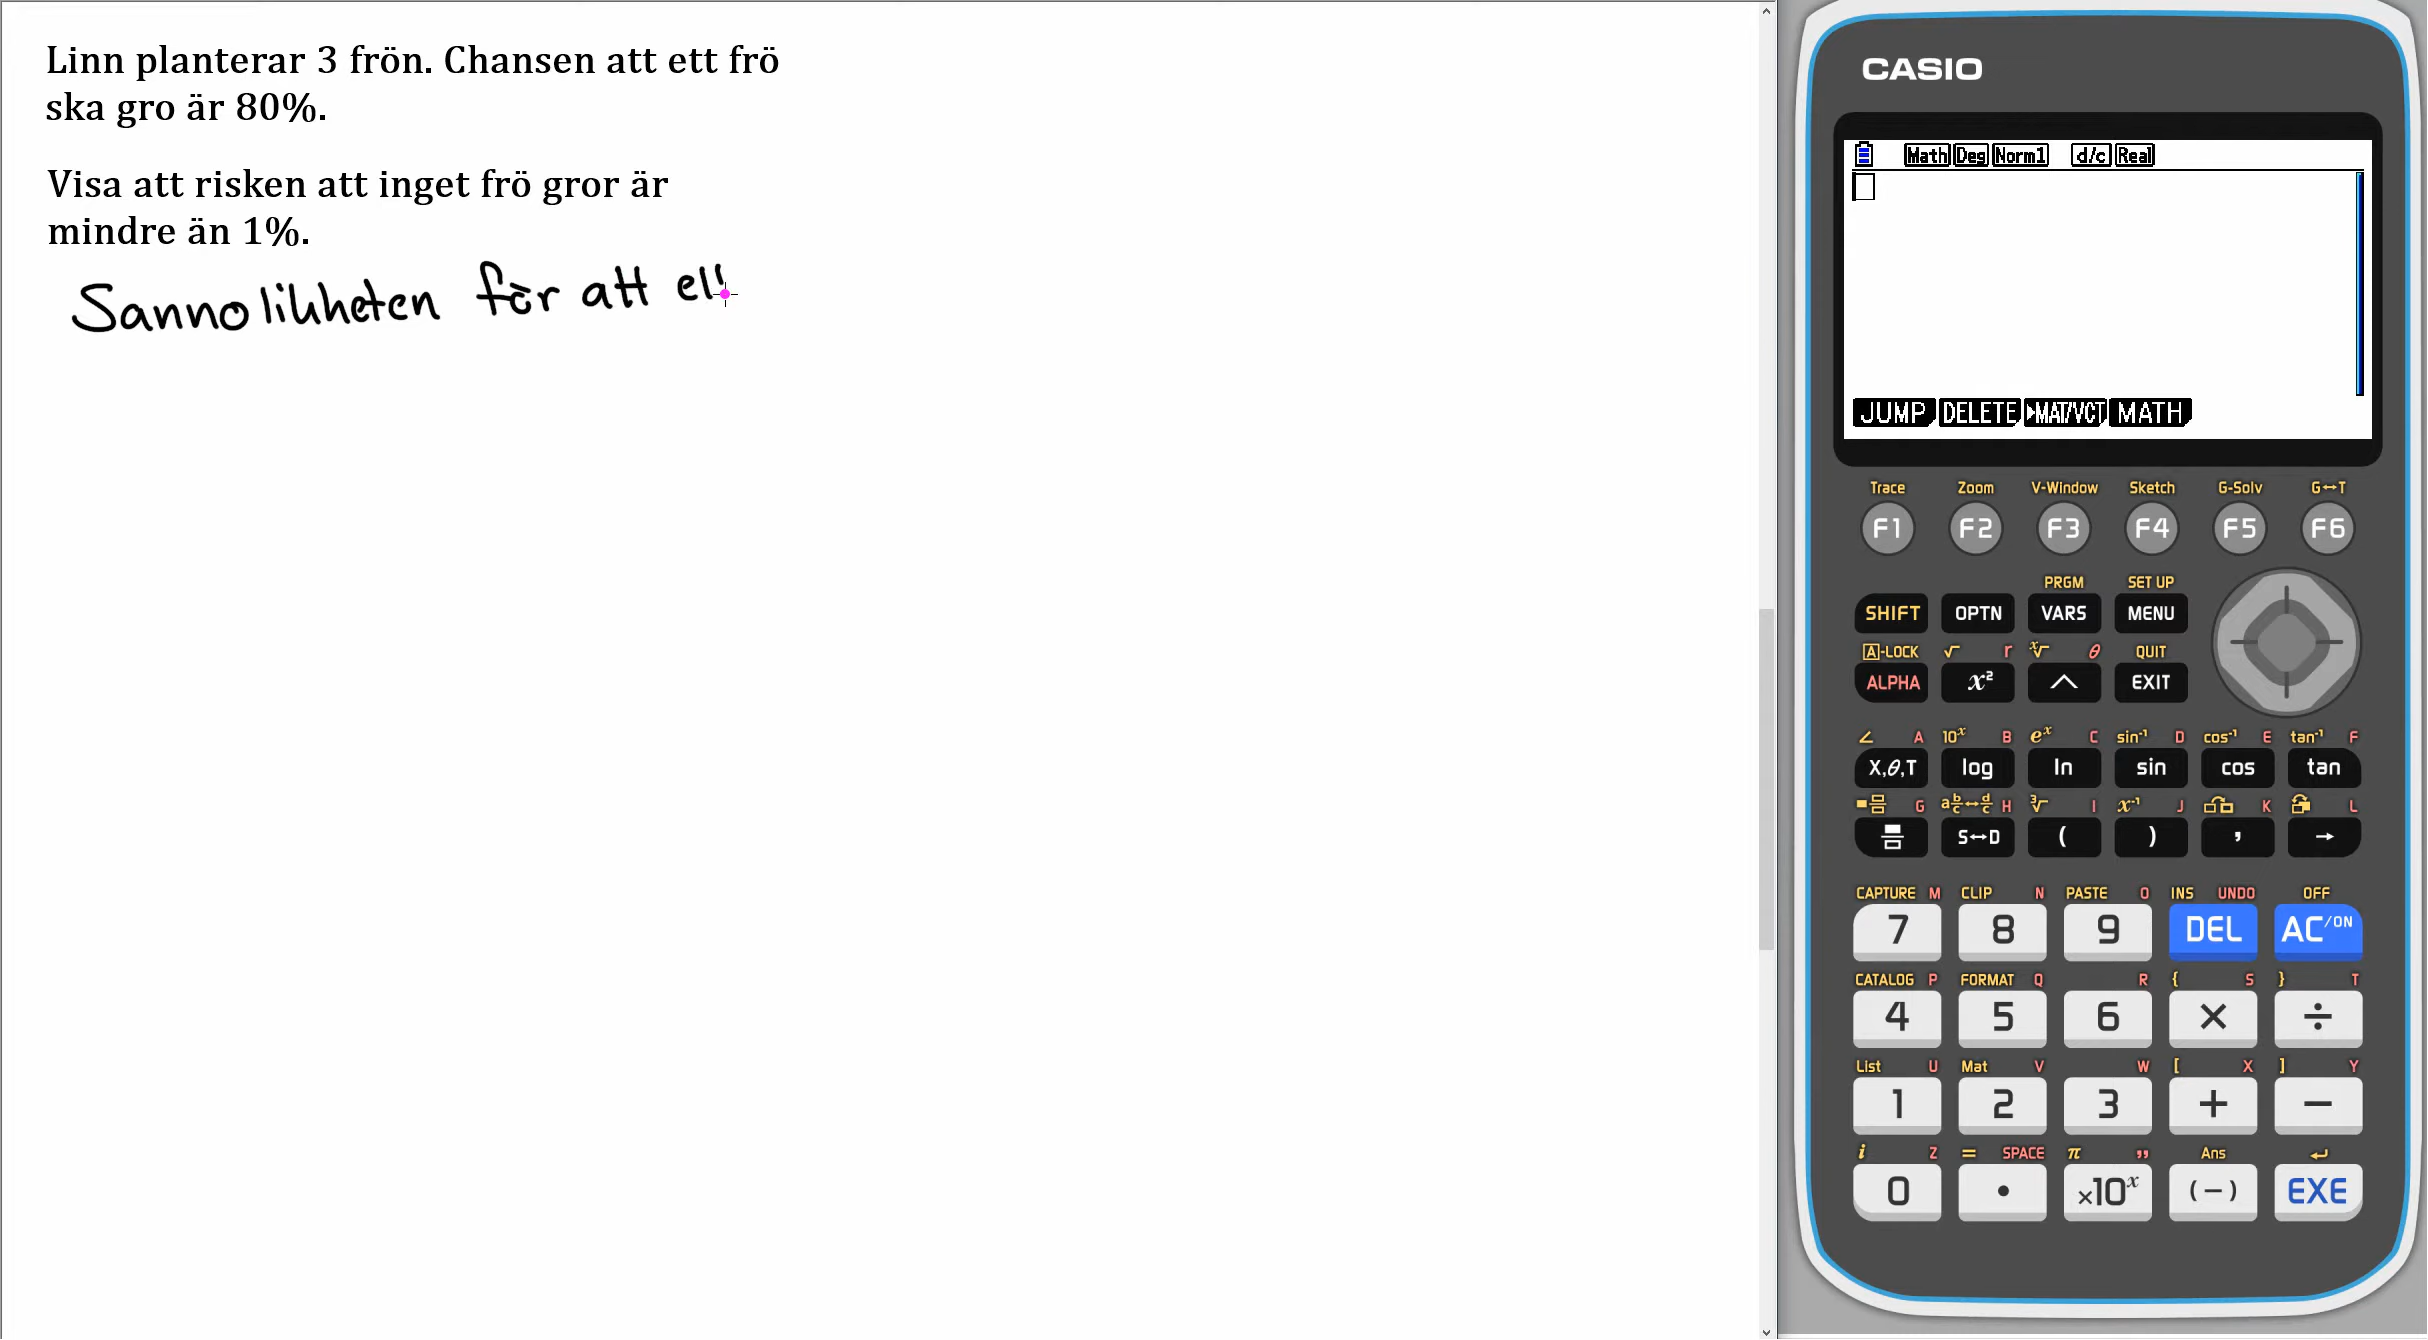 Linn planterar 3 frön. Chansen att ett frö
ska gro är 80%.
Visa att risken att inget frö gror är
mindre än 1%.
Sannolikheten för att
CASIO
Math Deg Norm1 d/c Real
JUMP DELETE ▶MAT/VCT MATH
Trace Zoom V-Window Sketch G-Solv G↔T
F1 F2 F3 F4 F5 F6
PRGM SET UP
SHIFT OPTN VARS MENU
A-LOCK √ r ˣ√ θ QUIT
ALPHA x² ^ EXIT
∠ A 10ˣ B eˣ C sin⁻¹ D cos⁻¹ E tan⁻¹ F
X,θ,T log ln sin cos tan
G a b/c↔d/c H ³√ I x⁻¹ J K L
S↔D ( ) , →
CAPTURE M CLIP N PASTE O INS UNDO OFF
7 8 9 DEL AC/ON
CATALOG P FORMAT Q R { S } T
4 5 6 × ÷
List U Mat V W [ X ] Y
1 2 3 + −
i Z = SPACE π " Ans ↵
0 • ×10ˣ (−) EXE